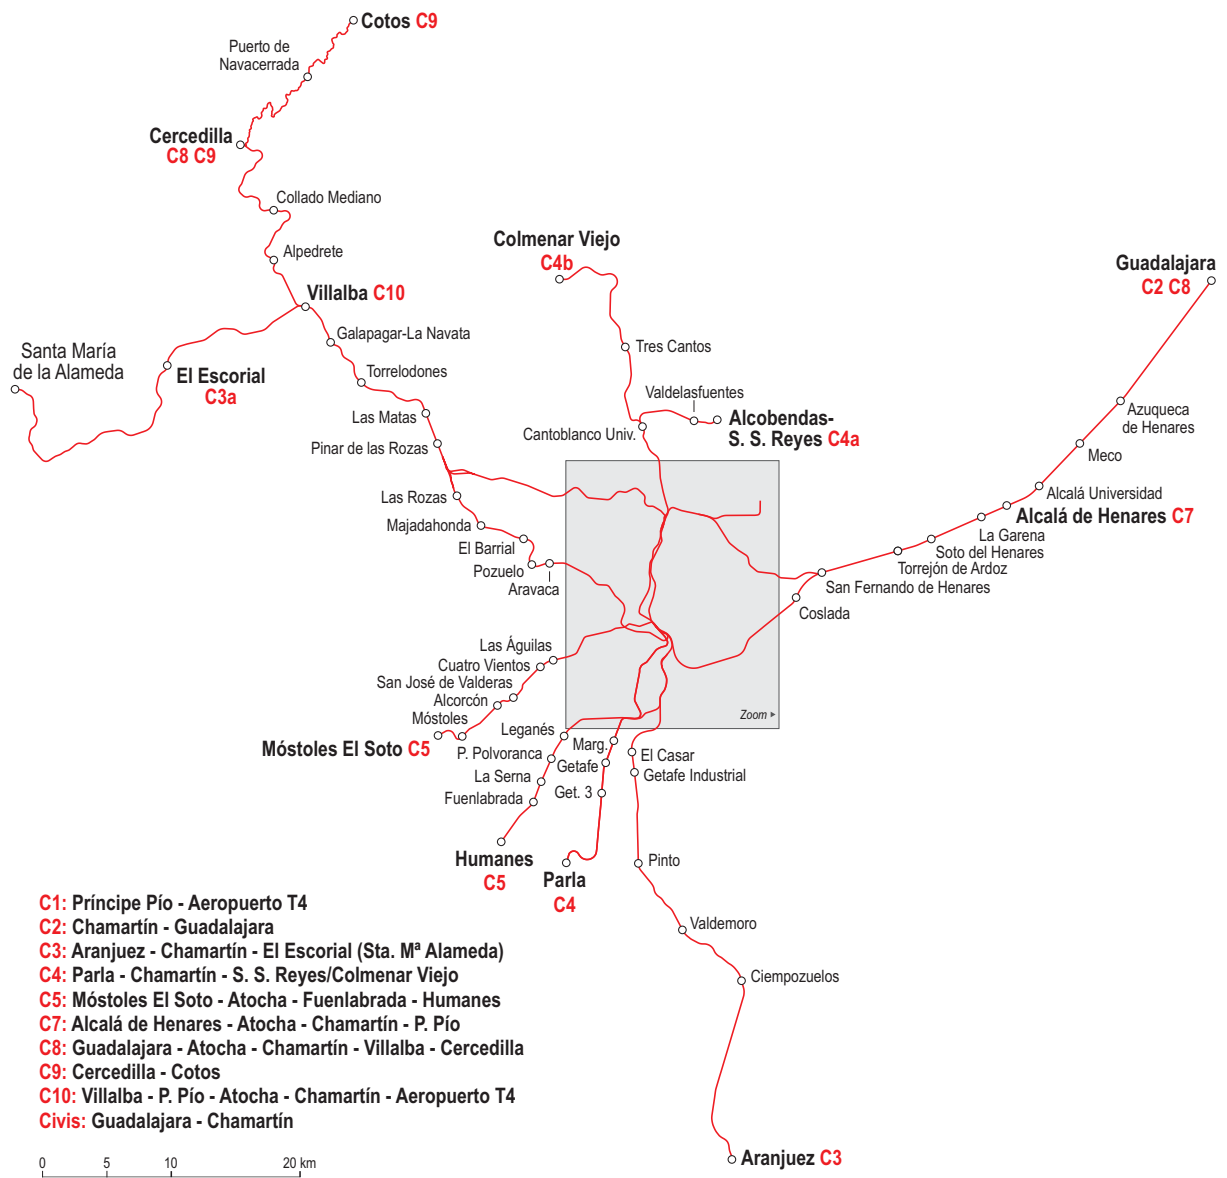 Cotos C9
Puerto de
Navacerrada
Cercedilla
C8 C9
Collado Mediano
Alpedrete
Villalba C10
Galapagar-La Navata
Santa María
de la Alameda
El Escorial
C3a
Torrelodones
Las Matas
Pinar de las Rozas
Las Rozas
Majadahonda
El Barrial
Pozuelo
Aravaca
Colmenar Viejo
C4b
Tres Cantos
Valdelasfuentes
Alcobendas-
S. S. Reyes C4a
Cantoblanco Univ.
Guadalajara
C2 C8
Azuqueca
de Henares
Meco
Alcalá Universidad
Alcalá de Henares C7
La Garena
Soto del Henares
Torrejón de Ardoz
San Fernando de Henares
Coslada
Las Águilas
Cuatro Vientos
San José de Valderas
Alcorcón
Móstoles
Móstoles El Soto C5
Zoom
Leganés
P. Polvoranca
La Serna
Fuenlabrada
Humanes
C5
Marg.
Getafe
Get. 3
Parla
C4
El Casar
Getafe Industrial
Pinto
Valdemoro
Ciempozuelos
Aranjuez C3
C1: Príncipe Pío - Aeropuerto T4
C2: Chamartín - Guadalajara
C3: Aranjuez - Chamartín - El Escorial (Sta. Mª Alameda)
C4: Parla - Chamartín - S. S. Reyes/Colmenar Viejo
C5: Móstoles El Soto - Atocha - Fuenlabrada - Humanes
C7: Alcalá de Henares - Atocha - Chamartín - P. Pío
C8: Guadalajara - Atocha - Chamartín - Villalba - Cercedilla
C9: Cercedilla - Cotos
C10: Villalba - P. Pío - Atocha - Chamartín - Aeropuerto T4
Civis: Guadalajara - Chamartín
0 5 10 20 km